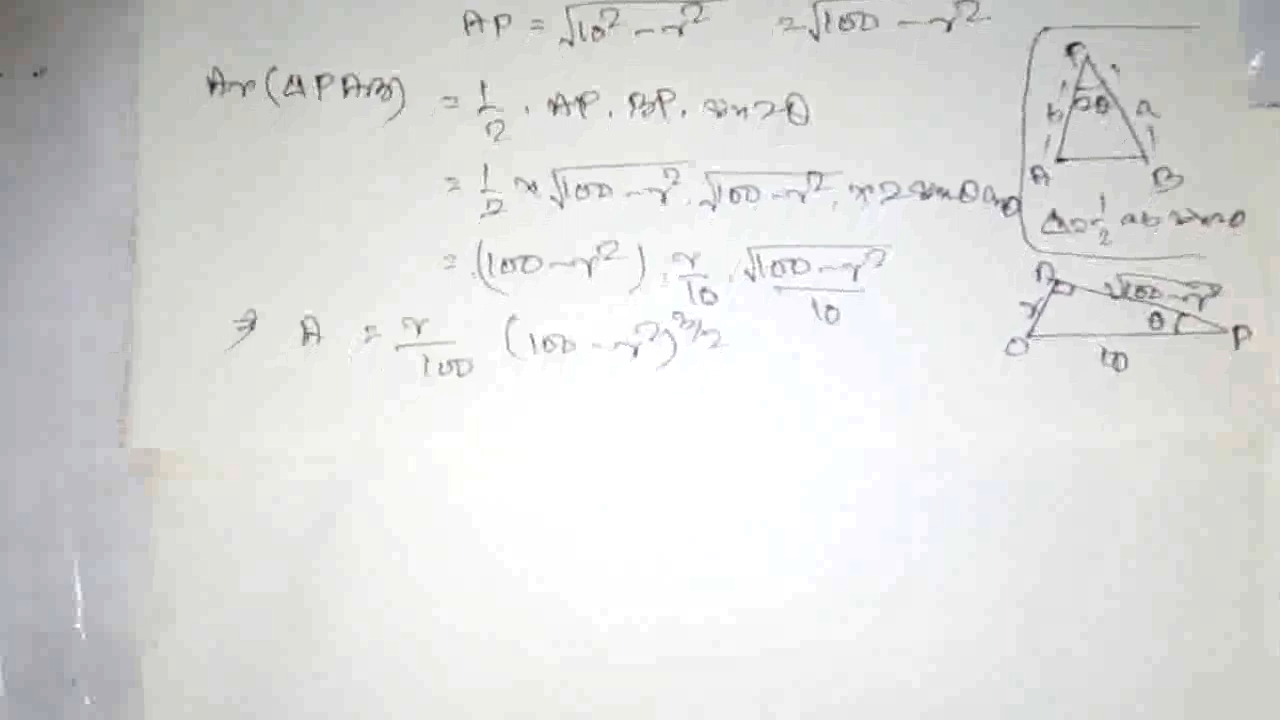 AP = √(10² - r²) = √(100 - r²)
Ar(ΔPAB) = 1/2 . AP . BP . sin2θ
= 1/2 × √(100 - r²) . √(100 - r²) . × 2 sinθ cosθ
= (100 - r²) . r/10 . √(100 - r²)/10
⇒ A = r/100 (100 - r²)^3/2
P
b 2θ a
A B
Δ = 1/2 ab sin2θ
A √(100 - r²)
r θ
O 10 P